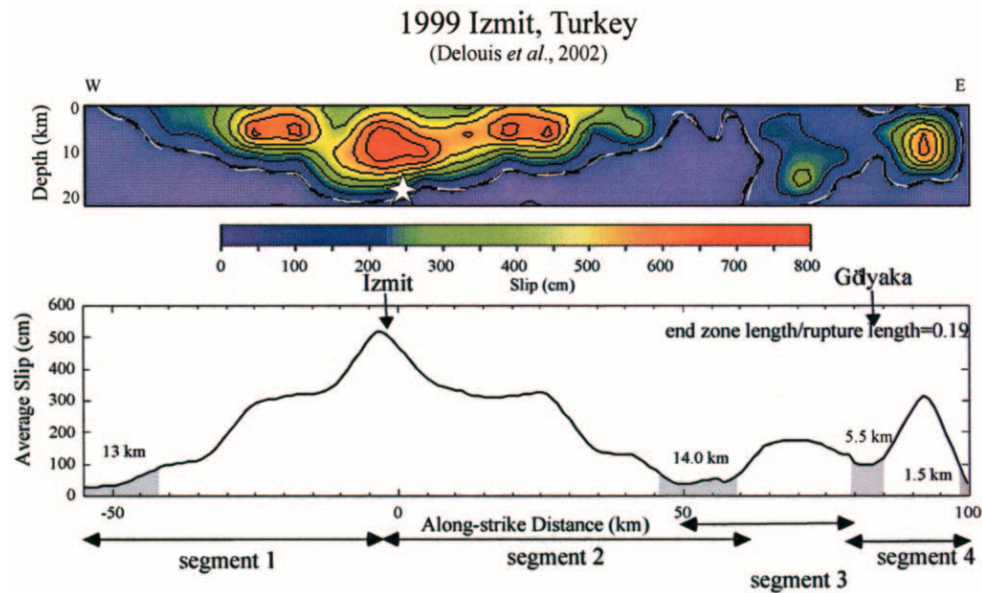 1999 Izmit, Turkey
(Delouis et al., 2002)
W E
Depth (km)
0
10
20
0 100 200 300 400 500 600 700 800
Slip (cm)
Izmit
Gölyaka
Average Slip (cm)
600
500
400
300
200
100
0
end zone length/rupture length=0.19
13 km
14.0 km
5.5 km
1.5 km
-50 0 50 100
Along-strike Distance (km)
segment 1
segment 2
segment 3
segment 4